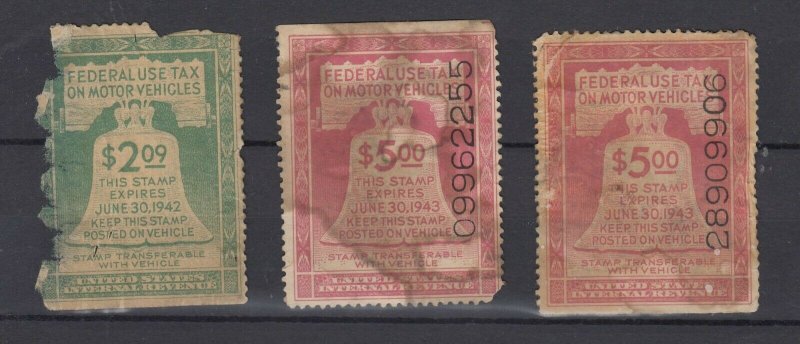 FEDERAL USE TAX
ON MOTOR VEHICLES
$2.09
THIS STAMP
EXPIRES
JUNE 30, 1942
KEEP THIS STAMP
POSTED ON VEHICLE
STAMP TRANSFERABLE
WITH VEHICLE
UNITED STATES
INTERNAL REVENUE
FEDERAL USE TAX
ON MOTOR VEHICLES
$5.00
THIS STAMP
EXPIRES
JUNE 30, 1943
KEEP THIS STAMP
POSTED ON VEHICLE
STAMP TRANSFERABLE
WITH VEHICLE
UNITED STATES
INTERNAL REVENUE
09962255
FEDERAL USE TAX
ON MOTOR VEHICLES
$5.00
THIS STAMP
EXPIRES
JUNE 30, 1943
KEEP THIS STAMP
POSTED ON VEHICLE
STAMP TRANSFERABLE
WITH VEHICLE
UNITED STATES
INTERNAL REVENUE
28909906